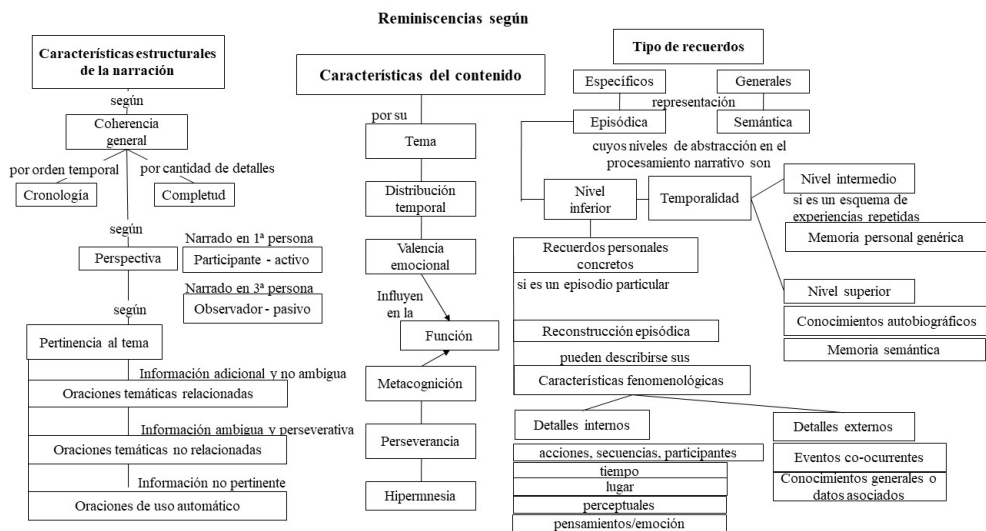 Reminiscencias según
Características estructurales
de la narración
según
Coherencia
general
por orden temporal
por cantidad de detalles
Cronología
Completud
según
Perspectiva
Narrado en 1ª persona
Participante - activo
Narrado en 3ª persona
Observador - pasivo
según
Pertinencia al tema
Información adicional y no ambigua
Oraciones temáticas relacionadas
Información ambigua y perseverativa
Oraciones temáticas no relacionadas
Información no pertinente
Oraciones de uso automático
Características del contenido
por su
Tema
Distribución
temporal
Valencia
emocional
Influyen
en la
Función
Metacognición
Perseverancia
Hipermnesia
Tipo de recuerdos
Específicos
Generales
representación
Episódica
Semántica
cuyos niveles de abstracción en el
procesamiento narrativo son
Nivel
inferior
Temporalidad
Nivel intermedio
si es un esquema de
experiencias repetidas
Memoria personal genérica
Nivel superior
Conocimientos autobiográficos
Memoria semántica
Recuerdos personales
concretos
si es un episodio particular
Reconstrucción episódica
pueden describirse sus
Características fenomenológicas
Detalles internos
acciones, secuencias, participantes
tiempo
lugar
perceptuales
pensamientos/emoción
Detalles externos
Eventos co-ocurrentes
Conocimientos generales o
datos asociados